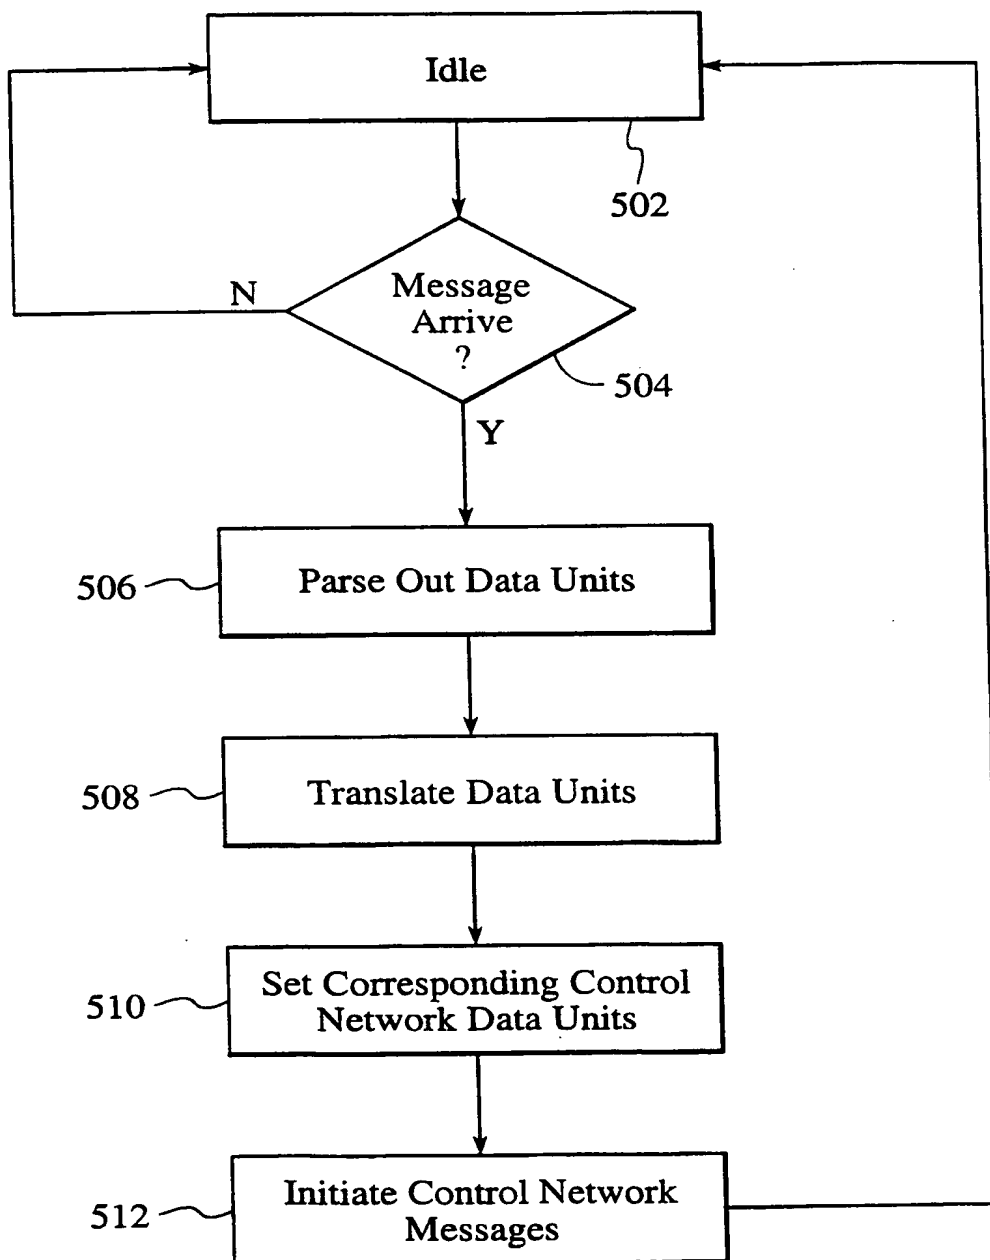 Idle
502
Message
Arrive
?
504
N
Y
506
Parse Out Data Units
508
Translate Data Units
510
Set Corresponding Control
Network Data Units
512
Initiate Control Network
Messages